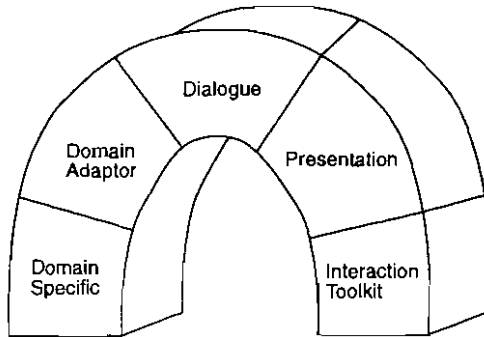 Dialogue
Domain
Adaptor
Presentation
Domain
Specific
Interaction
Toolkit